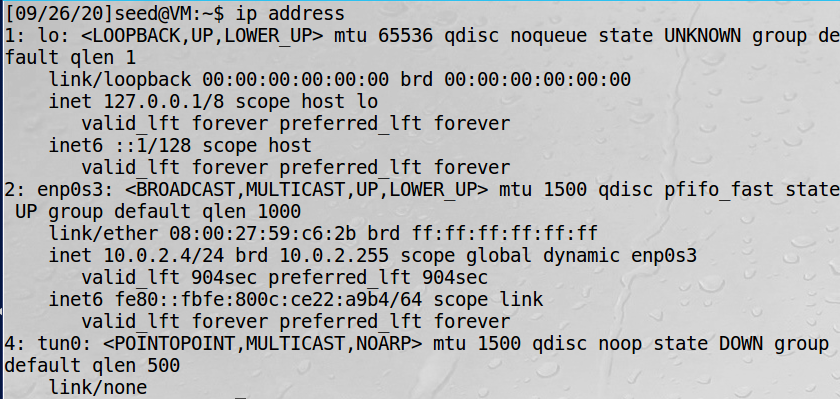 [09/26/20]seed@VM:~$ ip address
1: lo: <LOOPBACK,UP,LOWER_UP> mtu 65536 qdisc noqueue state UNKNOWN group de
fault qlen 1
    link/loopback 00:00:00:00:00:00 brd 00:00:00:00:00:00
    inet 127.0.0.1/8 scope host lo
       valid_lft forever preferred_lft forever
    inet6 ::1/128 scope host
       valid_lft forever preferred_lft forever
2: enp0s3: <BROADCAST,MULTICAST,UP,LOWER_UP> mtu 1500 qdisc pfifo_fast state
 UP group default qlen 1000
    link/ether 08:00:27:59:c6:2b brd ff:ff:ff:ff:ff:ff
    inet 10.0.2.4/24 brd 10.0.2.255 scope global dynamic enp0s3
       valid_lft 904sec preferred_lft 904sec
    inet6 fe80::fbfe:800c:ce22:a9b4/64 scope link
       valid_lft forever preferred_lft forever
4: tun0: <POINTOPOINT,MULTICAST,NOARP> mtu 1500 qdisc noop state DOWN group
default qlen 500
    link/none